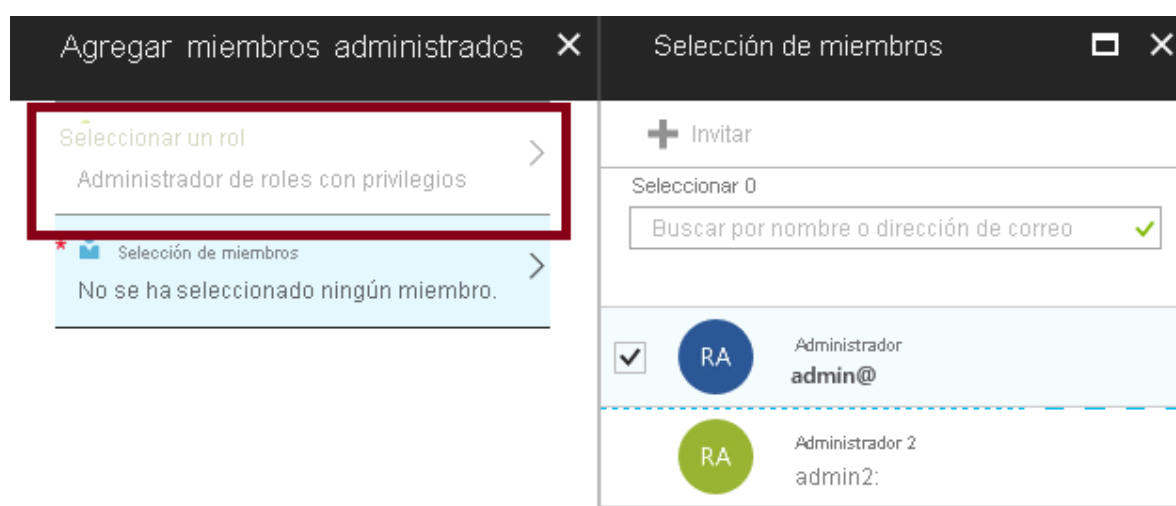 Agregar miembros administrados
Seleccionar un rol
Administrador de roles con privilegios
* Selección de miembros
No se ha seleccionado ningún miembro.
Selección de miembros
Invitar
Seleccionar 0
Buscar por nombre o dirección de correo
RA
Administrador
admin@
RA
Administrador 2
admin2: